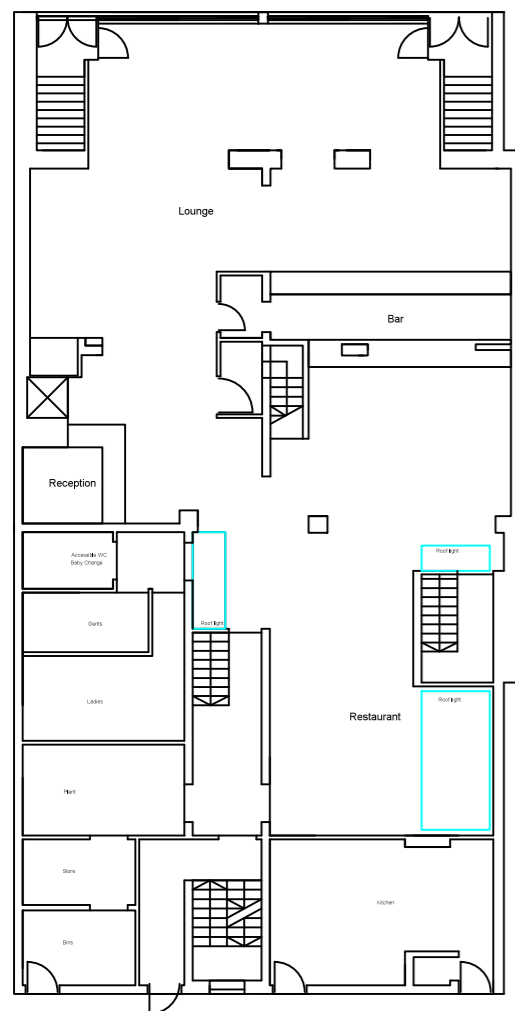 Lounge
Bar
Reception
Accessible WC
Baby Change
Roof light
Gents
Roof light
Ladies
Roof light
Restaurant
Plant
Store
Kitchen
Bins